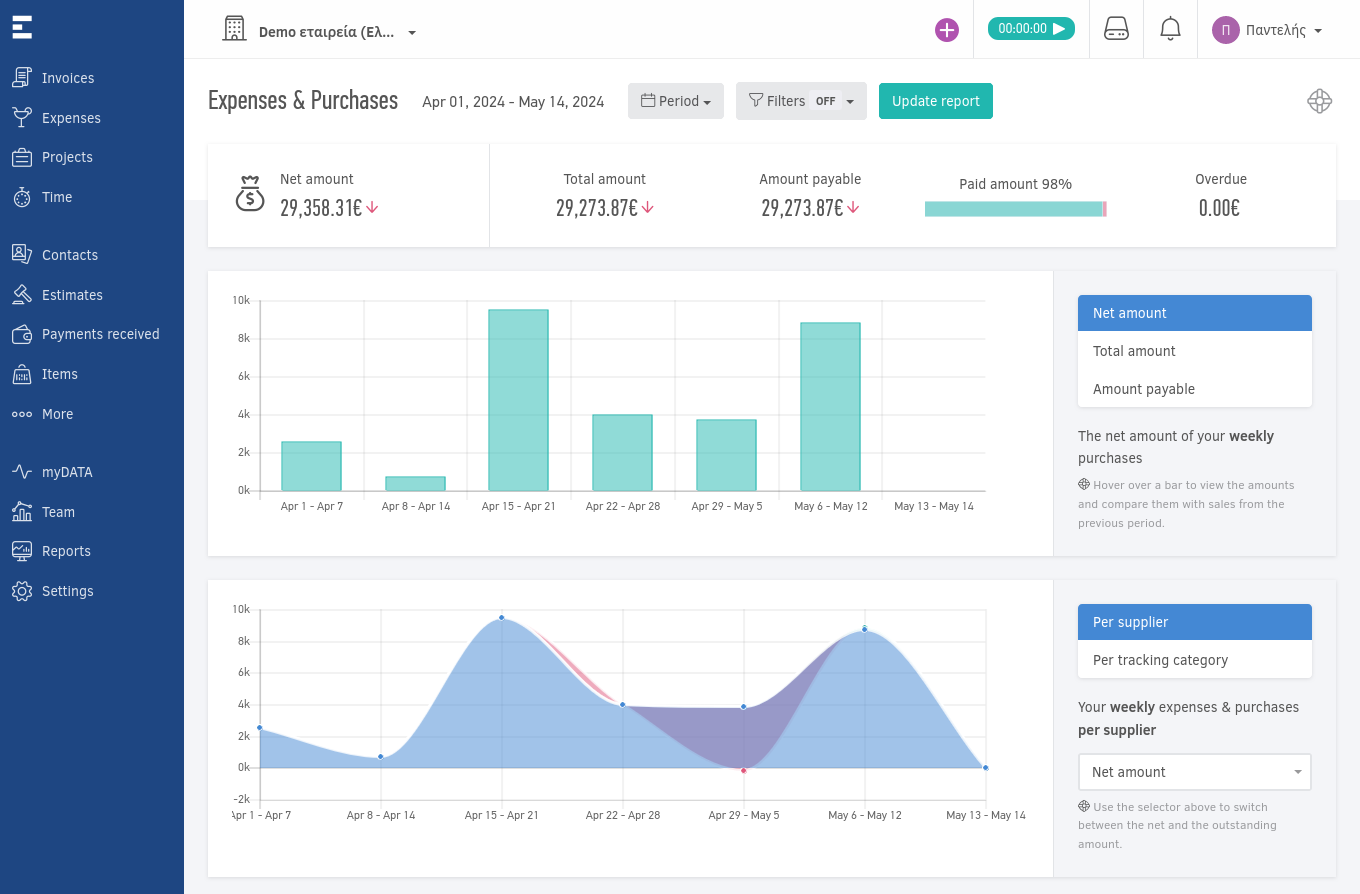 Demo εταιρεία (Ελ...
00:00:00
Π
Παντελής
Invoices
Expenses
Projects
Time
Contacts
Estimates
Payments received
Items
More
myDATA
Team
Reports
Settings
Expenses & Purchases
Apr 01, 2024 - May 14, 2024
Period
Filters OFF
Update report
Net amount
29,358.31€
Total amount
29,273.87€
Amount payable
29,273.87€
Paid amount 98%
Overdue
0.00€
10k
8k
6k
4k
2k
0k
Apr 1 - Apr 7
Apr 8 - Apr 14
Apr 15 - Apr 21
Apr 22 - Apr 28
Apr 29 - May 5
May 6 - May 12
May 13 - May 14
Net amount
Total amount
Amount payable
The net amount of your weekly
purchases
Hover over a bar to view the amounts
and compare them with sales from the
previous period.
10k
8k
6k
4k
2k
0k
-2k
Apr 1 - Apr 7
Apr 8 - Apr 14
Apr 15 - Apr 21
Apr 22 - Apr 28
Apr 29 - May 5
May 6 - May 12
May 13 - May 14
Per supplier
Per tracking category
Your weekly expenses & purchases
per supplier
Net amount
Use the selector above to switch
between the net and the outstanding
amount.